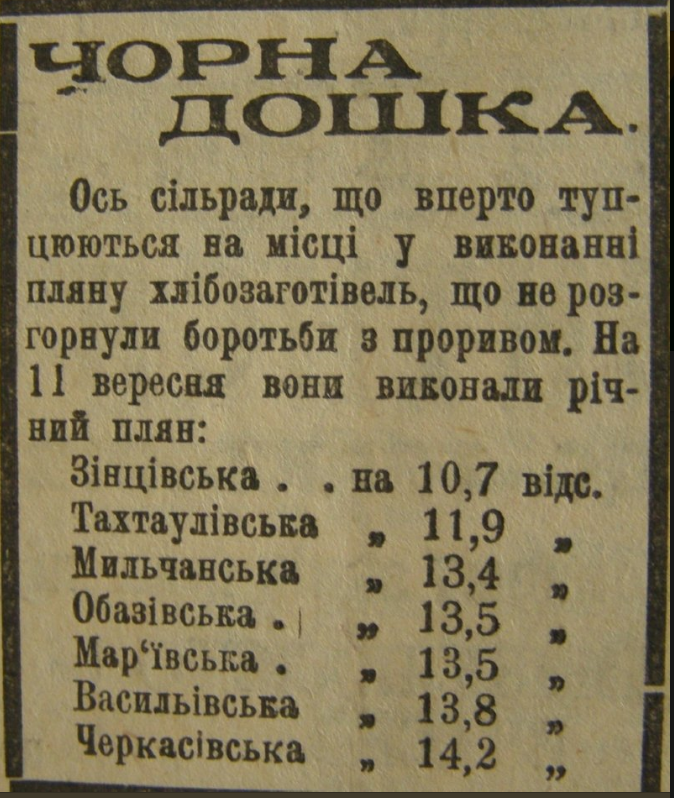 ЧОРНА
ДОШКА.
Ось сільради, що вперто туп-
цюються на місці у виконанні
пляну хлібозаготівель, що не роз-
горнули боротьби з проривом. На
11 вересня вони виконали річ-
ний плян:
Зінцівська . . на 10,7 відс.
Тахтаулівська „ 11,9 „
Мильчанська „ 13,4 „
Обазівська . „ 13,5 „
Мар‘ївська . „ 13,5 „
Васильівська „ 13,8 „
Черкасівська „ 14,2 „